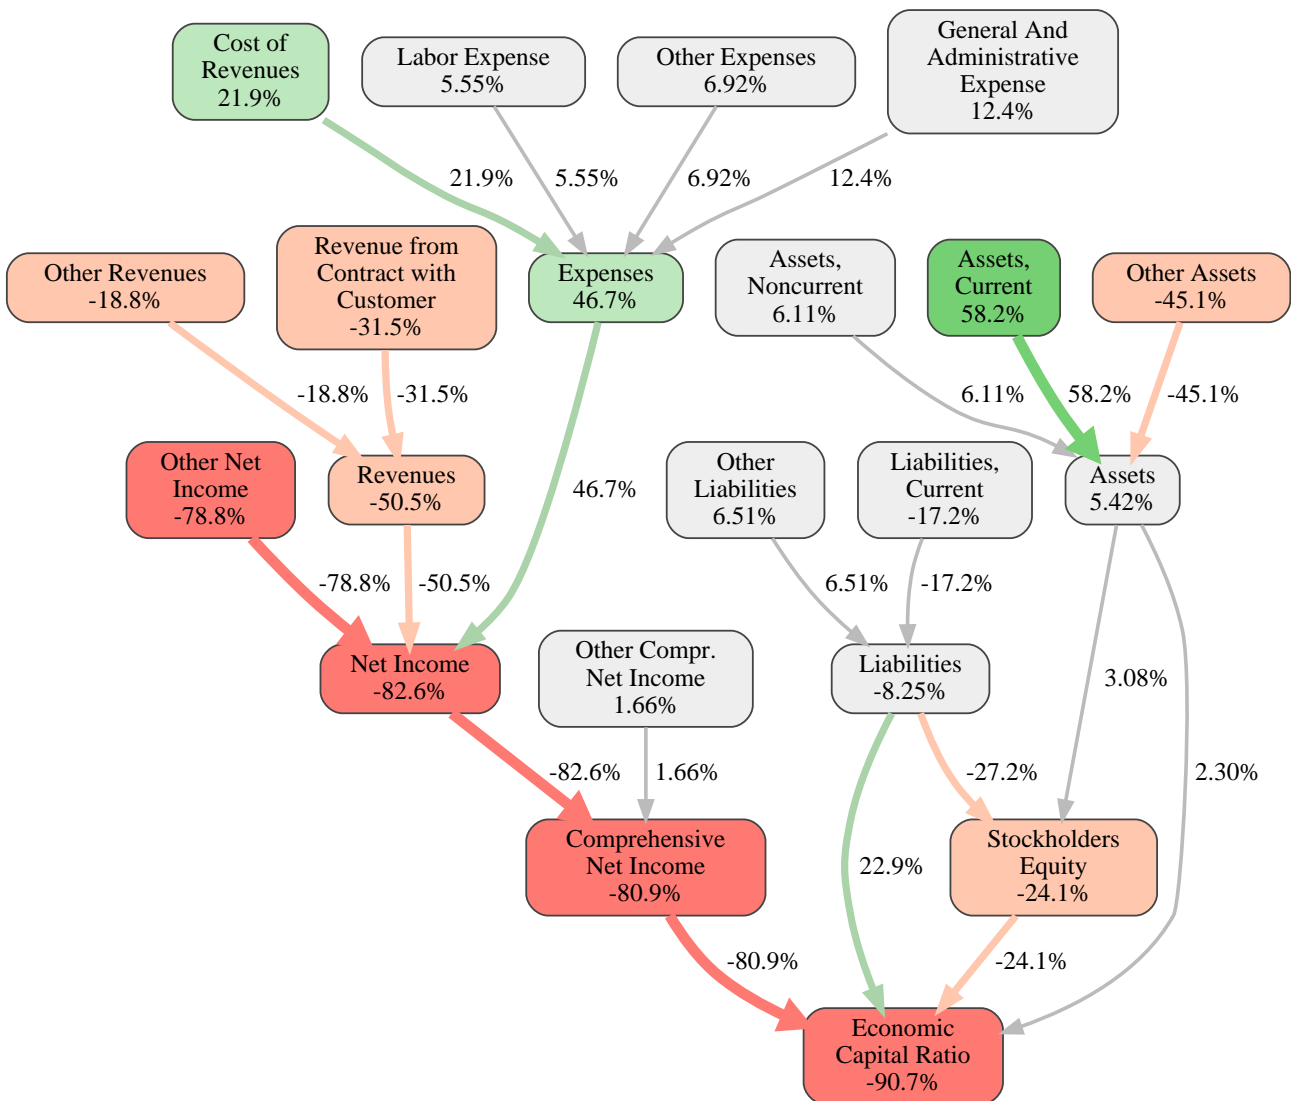 Cost of
Revenues
21.9%
Labor Expense
5.55%
Other Expenses
6.92%
General And
Administrative
Expense
12.4%
21.9%
5.55%
6.92%
12.4%
Other Revenues
-18.8%
Revenue from
Contract with
Customer
-31.5%
Expenses
46.7%
Assets,
Noncurrent
6.11%
Assets,
Current
58.2%
Other Assets
-45.1%
-18.8%
-31.5%
6.11%
58.2%
-45.1%
Other Net
Income
-78.8%
Revenues
-50.5%
46.7%
Other
Liabilities
6.51%
Liabilities,
Current
-17.2%
Assets
5.42%
-78.8%
-50.5%
6.51%
-17.2%
Net Income
-82.6%
Other Compr.
Net Income
1.66%
Liabilities
-8.25%
3.08%
-82.6%
1.66%
-27.2%
2.30%
Comprehensive
Net Income
-80.9%
22.9%
Stockholders
Equity
-24.1%
-80.9%
-24.1%
Economic
Capital Ratio
-90.7%